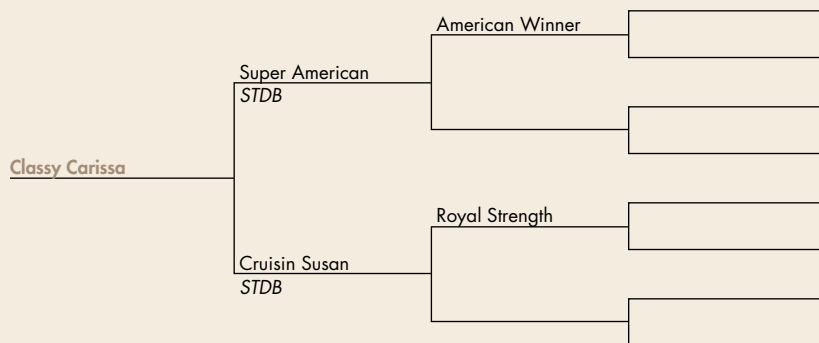 American Winner
Super American
STDB
Classy Carissa
Royal Strength
Cruisin Susan
STDB